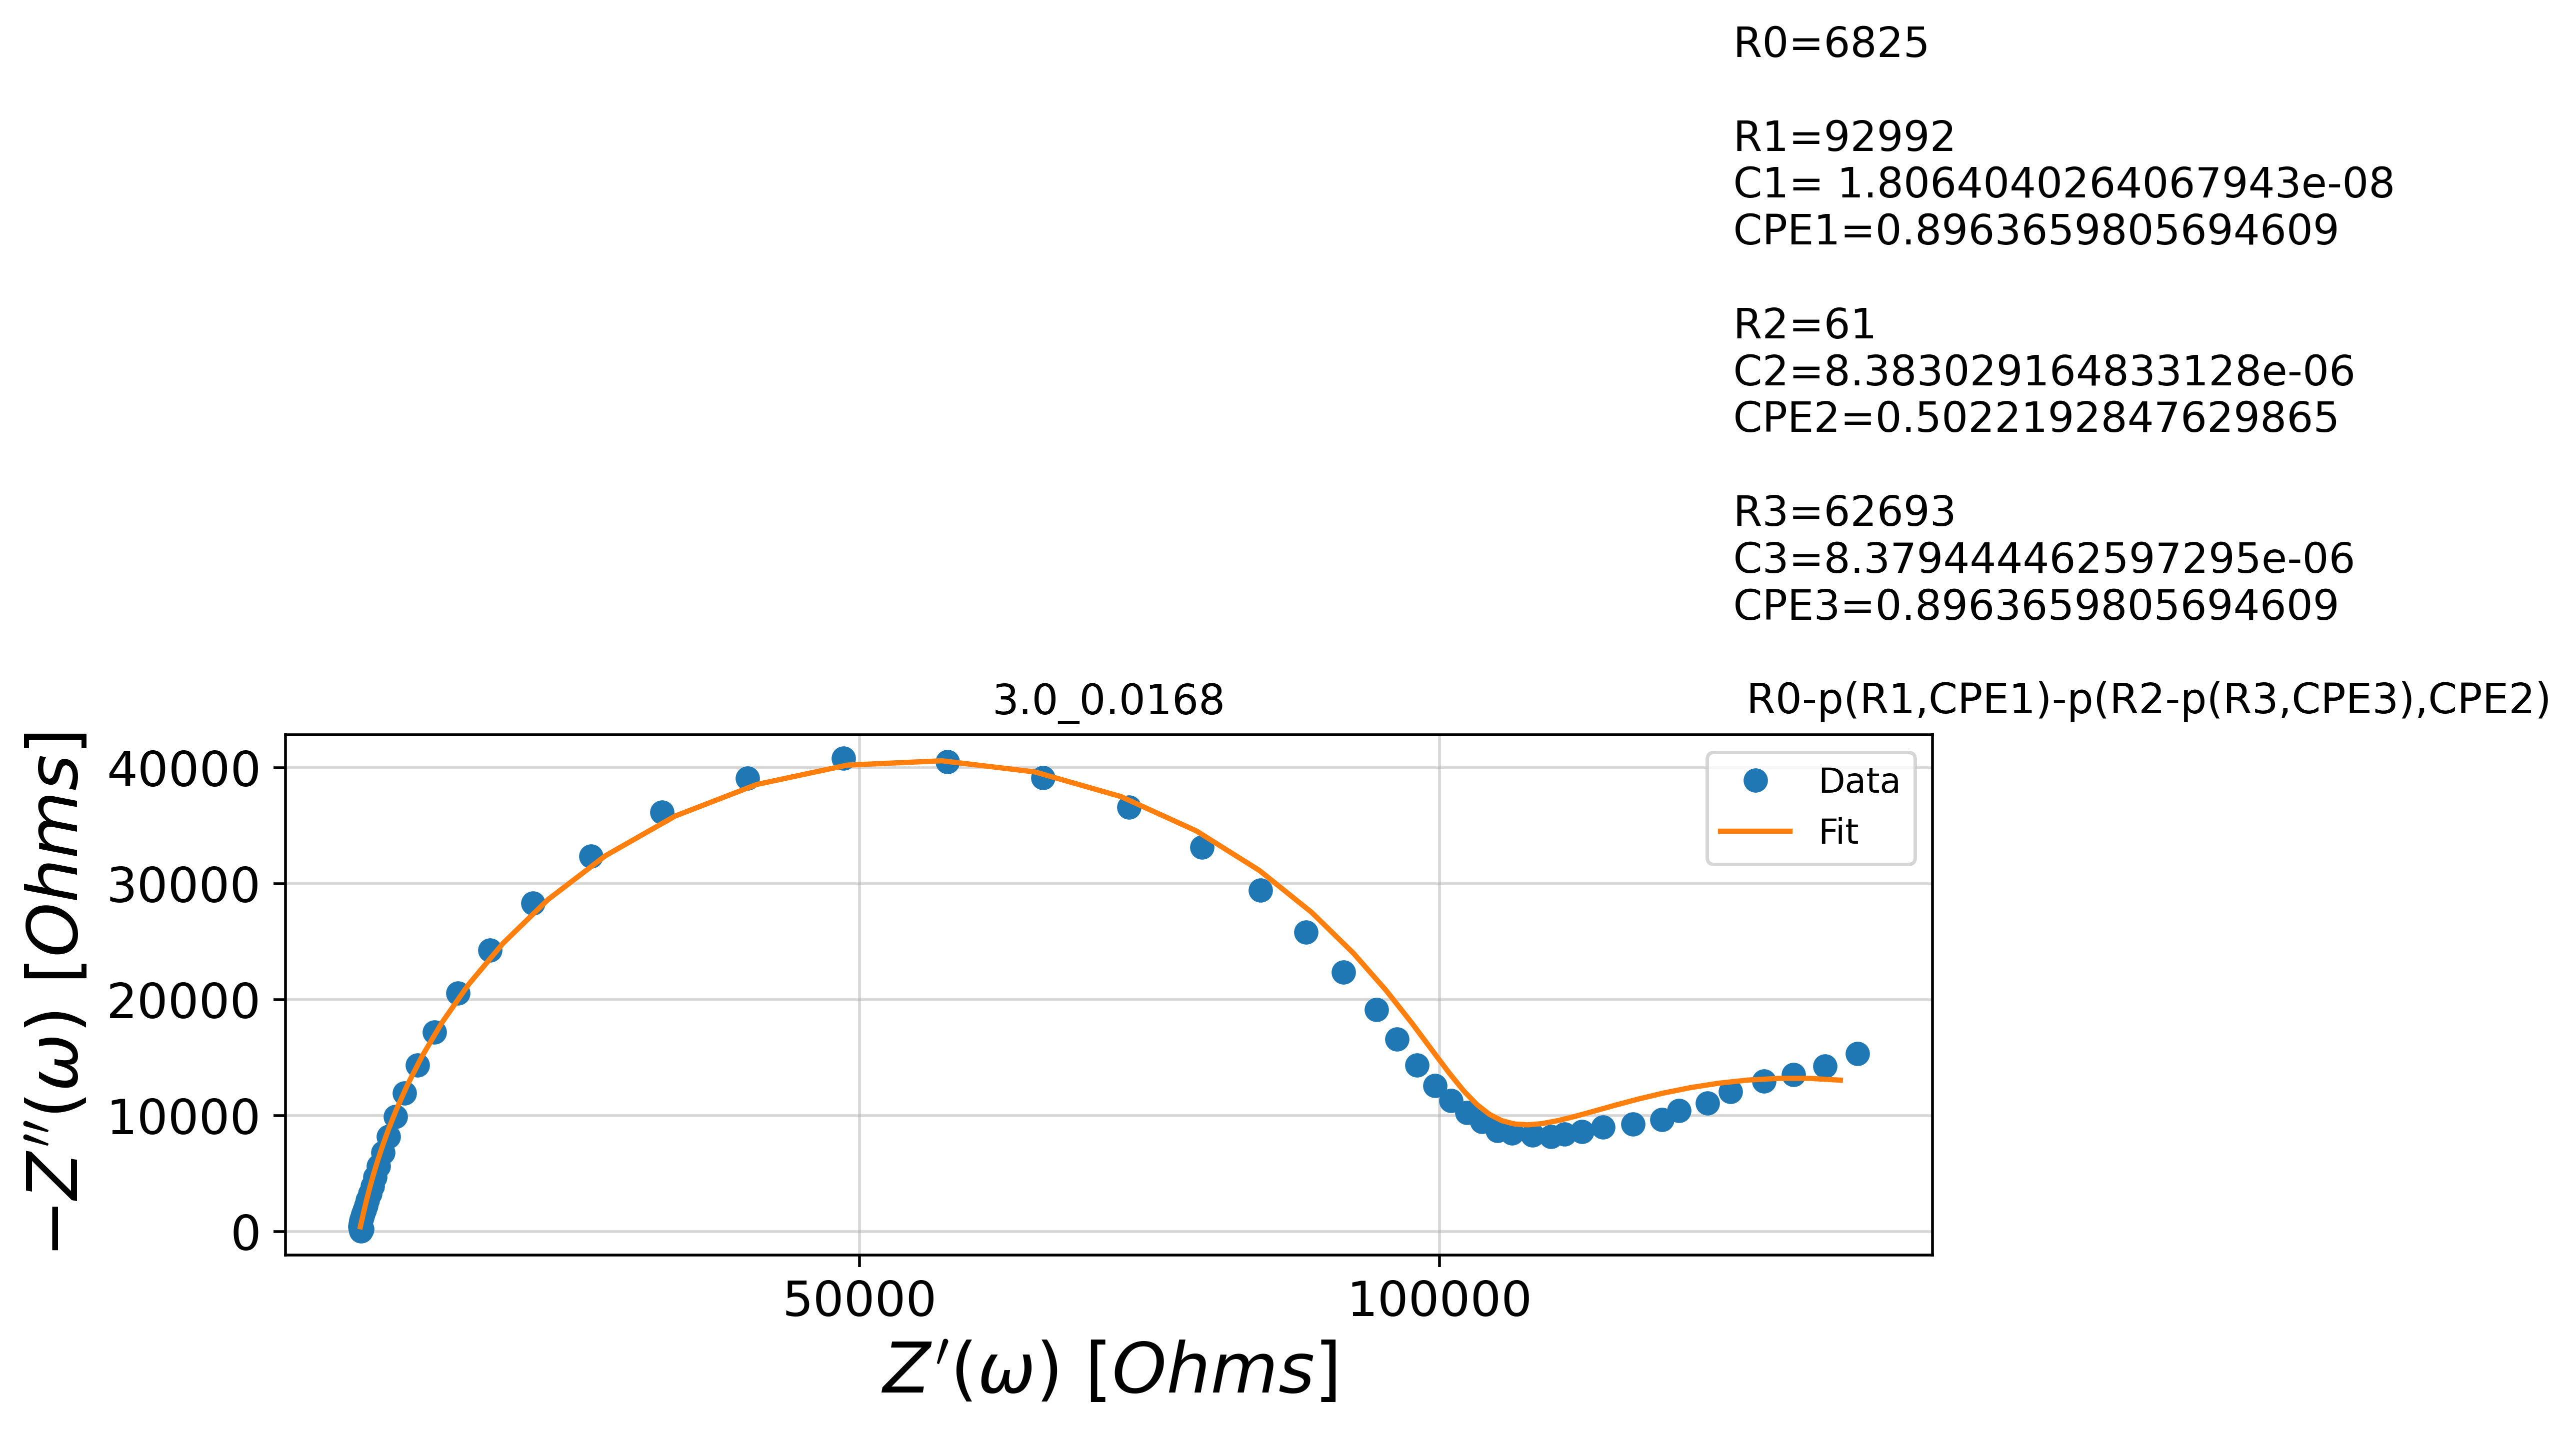 R0=6825
R1=92992
C1= 1.8064040264067943e-08
CPE1=0.8963659805694609
R2=61
C2=8.383029164833128e-06
CPE2=0.5022192847629865
R3=62693
C3=8.379444462597295e-06
CPE3=0.8963659805694609
3.0_0.0168
R0-p(R1,CPE1)-p(R2-p(R3,CPE3),CPE2)
Data
Fit
−Z″(ω) [Ohms]
40000
30000
20000
10000
0
50000
100000
Z′(ω) [Ohms]